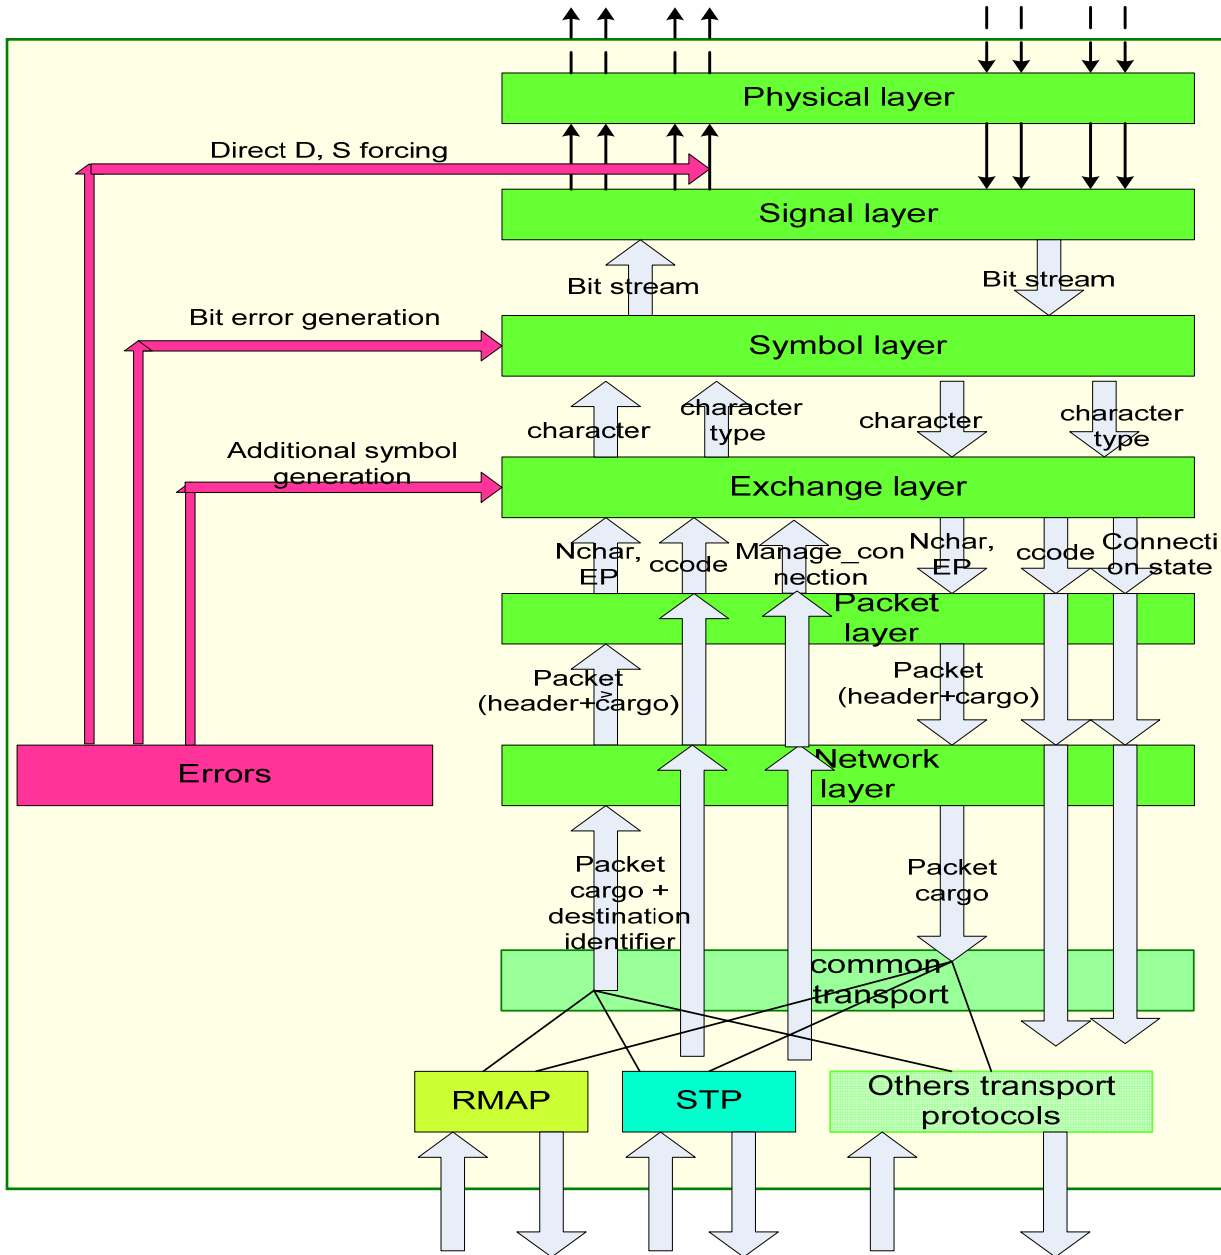 Physical layer
Direct D, S forcing
Signal layer
Bit stream
Bit stream
Bit error generation
Symbol layer
character
character
type
character
character
type
Additional symbol
generation
Exchange layer
Nchar,
EP
ccode
Manage_con
nection
Nchar,
EP
ccode
Connecti
on state
Packet
layer
Packet
(header+cargo)
v
Packet
(header+cargo)
Errors
Network
layer
Packet
cargo +
destination
identifier
Packet
cargo
common
transport
RMAP
STP
Others transport
protocols